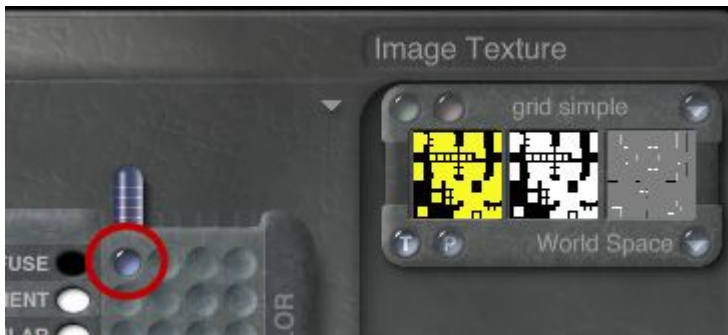 Image Texture
grid simple
T P World Space
FUSE
IENT
LAR
LOR